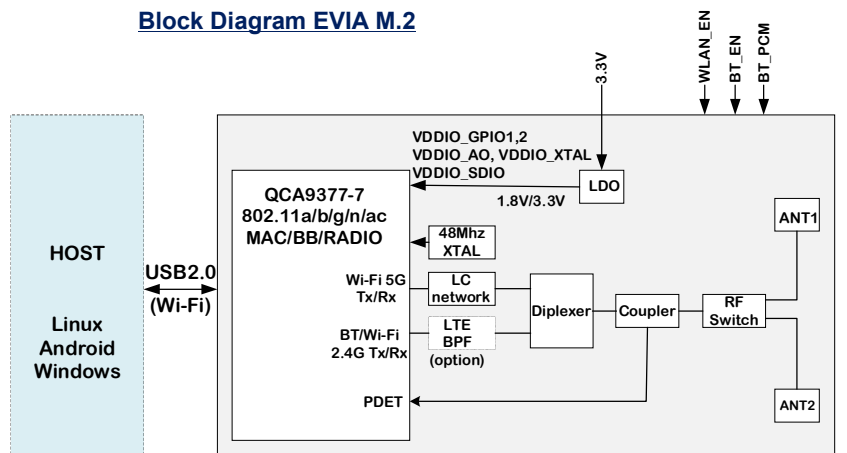 Block Diagram EVIA M.2
3.3V
WLAN_EN
BT_EN
BT_PCM
VDDIO_GPIO1,2
VDDIO_AO, VDDIO_XTAL
VDDIO_SDIO
LDO
1.8V/3.3V
QCA9377-7
802.11a/b/g/n/ac
MAC/BB/RADIO
48Mhz
XTAL
ANT1
HOST
Linux
Android
Windows
USB2.0
(Wi-Fi)
Wi-Fi 5G
Tx/Rx
LC
network
Diplexer
Coupler
RF
Switch
BT/Wi-Fi
2.4G Tx/Rx
LTE
BPF
(option)
PDET
ANT2